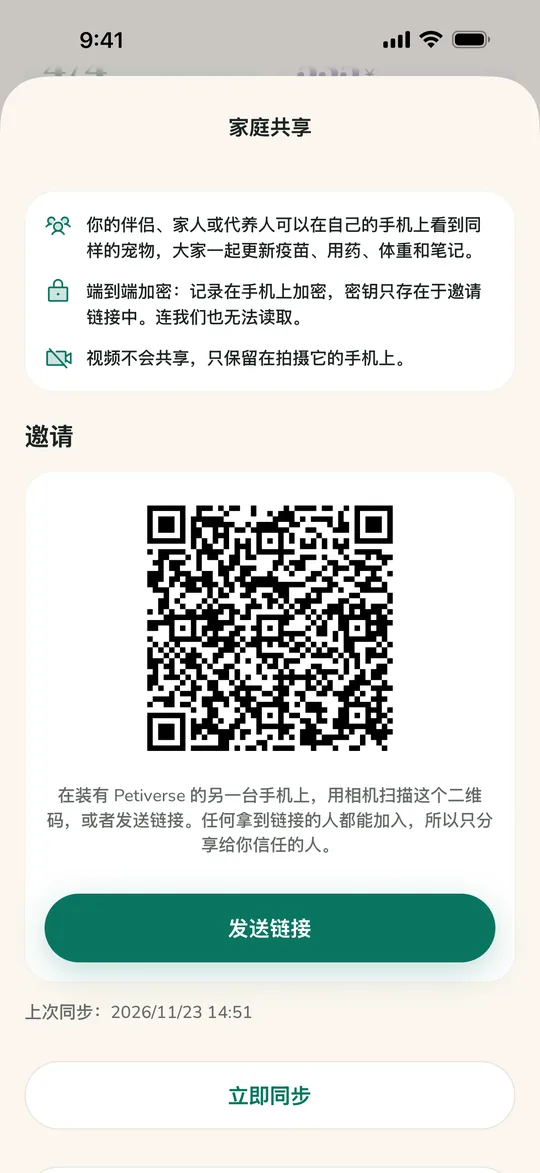 9:41
家庭共享
你的伴侣、家人或代养人可以在自己的手机上看到同
样的宠物，大家一起更新疫苗、用药、体重和笔记。
端到端加密：记录在手机上加密，密钥只存在于邀请
链接中。连我们也无法读取。
视频不会共享，只保留在拍摄它的手机上。
邀请
在装有 Petiverse 的另一台手机上，用相机扫描这个二维
码，或者发送链接。任何拿到链接的人都能加入，所以只分
享给你信任的人。
发送链接
上次同步：2026/11/23 14:51
立即同步